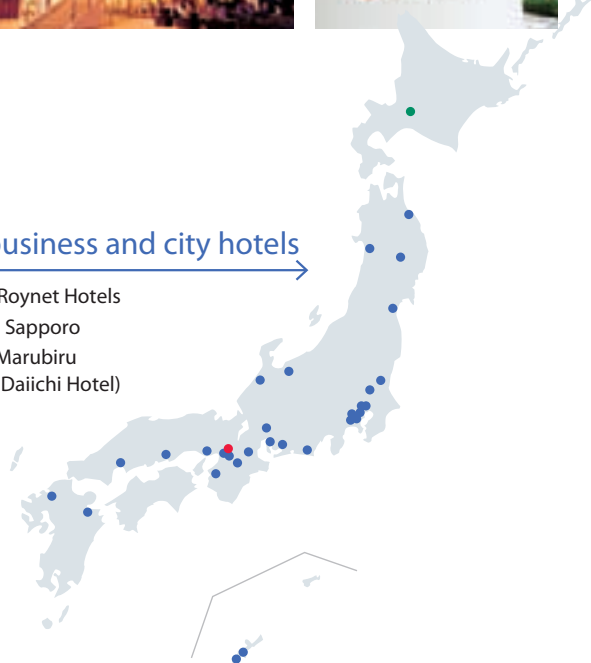 business and city hotels
Roynet Hotels
Sapporo
Marubiru
Daiichi Hotel)